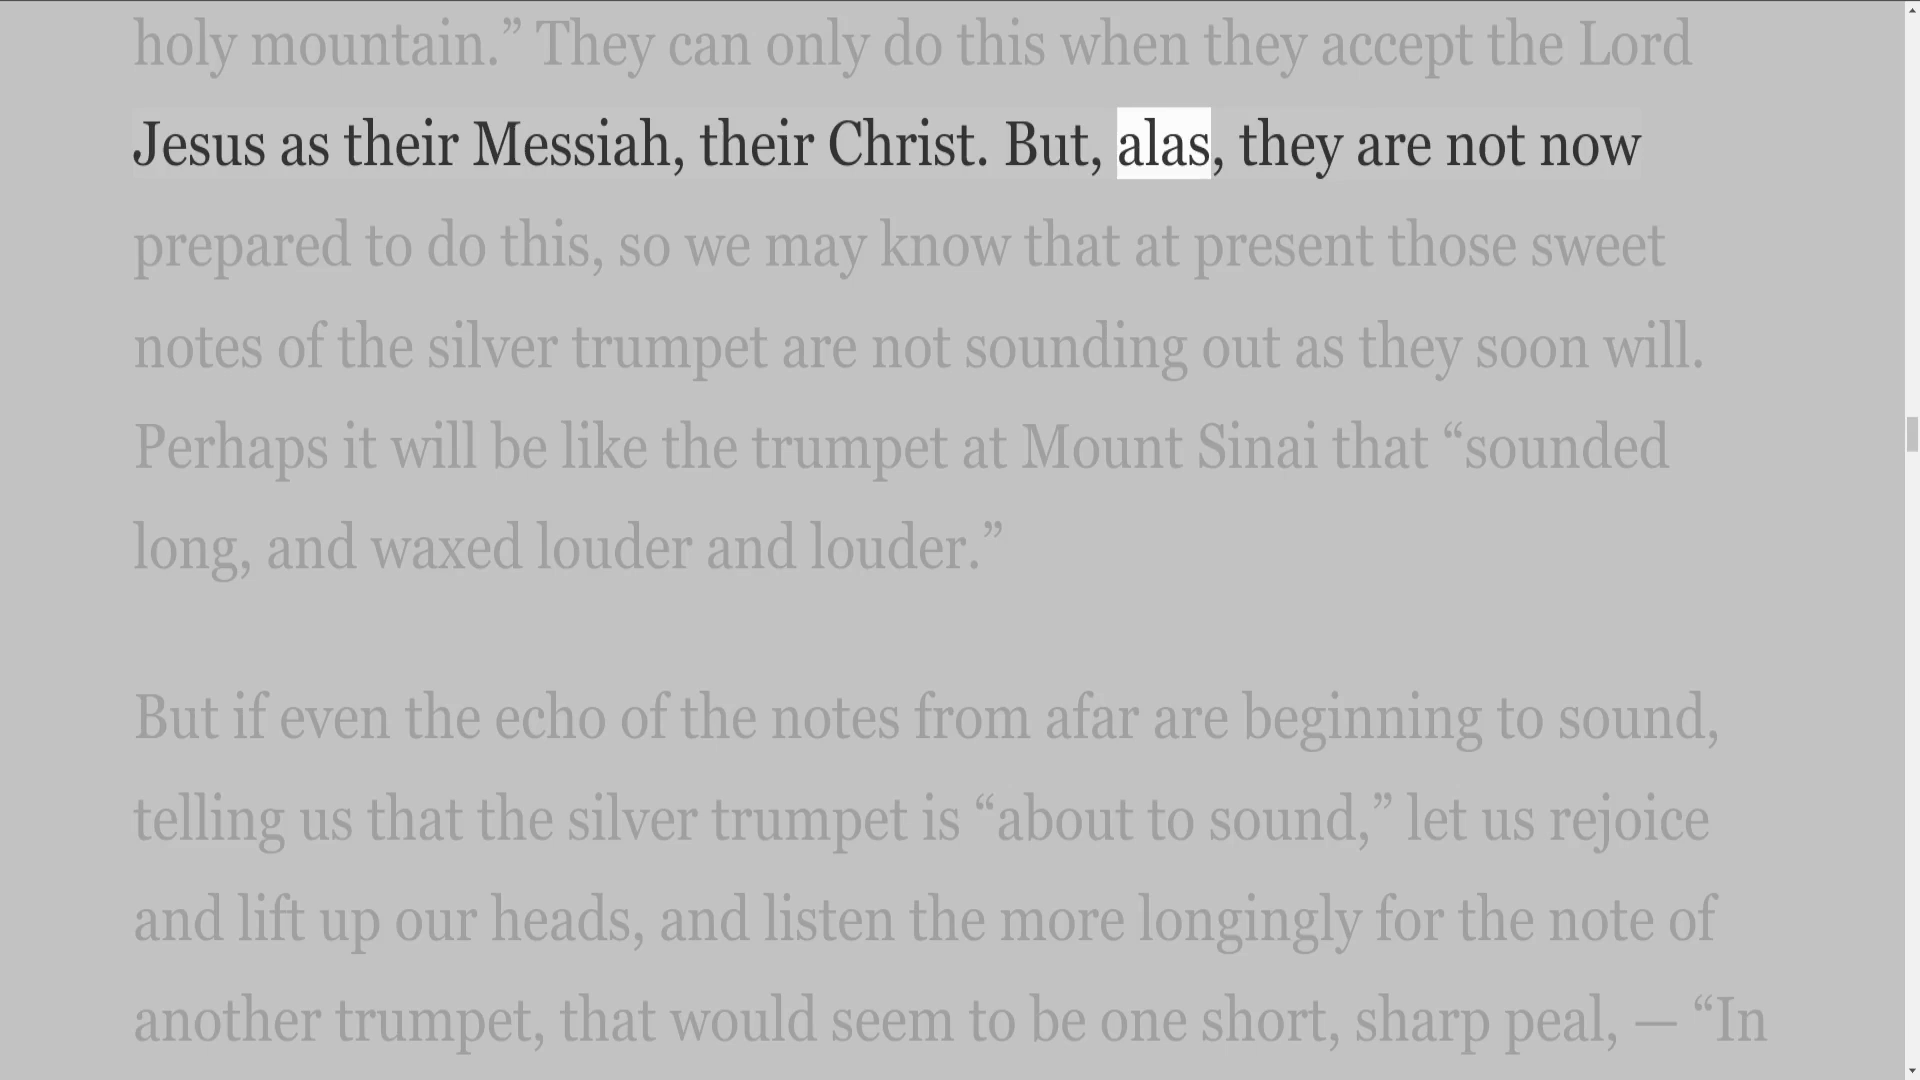 holy mountain.” They can only do this when they accept the Lord
Jesus as their Messiah, their Christ. But, alas, they are not now
prepared to do this, so we may know that at present those sweet
notes of the silver trumpet are not sounding out as they soon will.
Perhaps it will be like the trumpet at Mount Sinai that “sounded
long, and waxed louder and louder.”
But if even the echo of the notes from afar are beginning to sound,
telling us that the silver trumpet is “about to sound,” let us rejoice
and lift up our heads, and listen the more longingly for the note of
another trumpet, that would seem to be one short, sharp peal, — “In